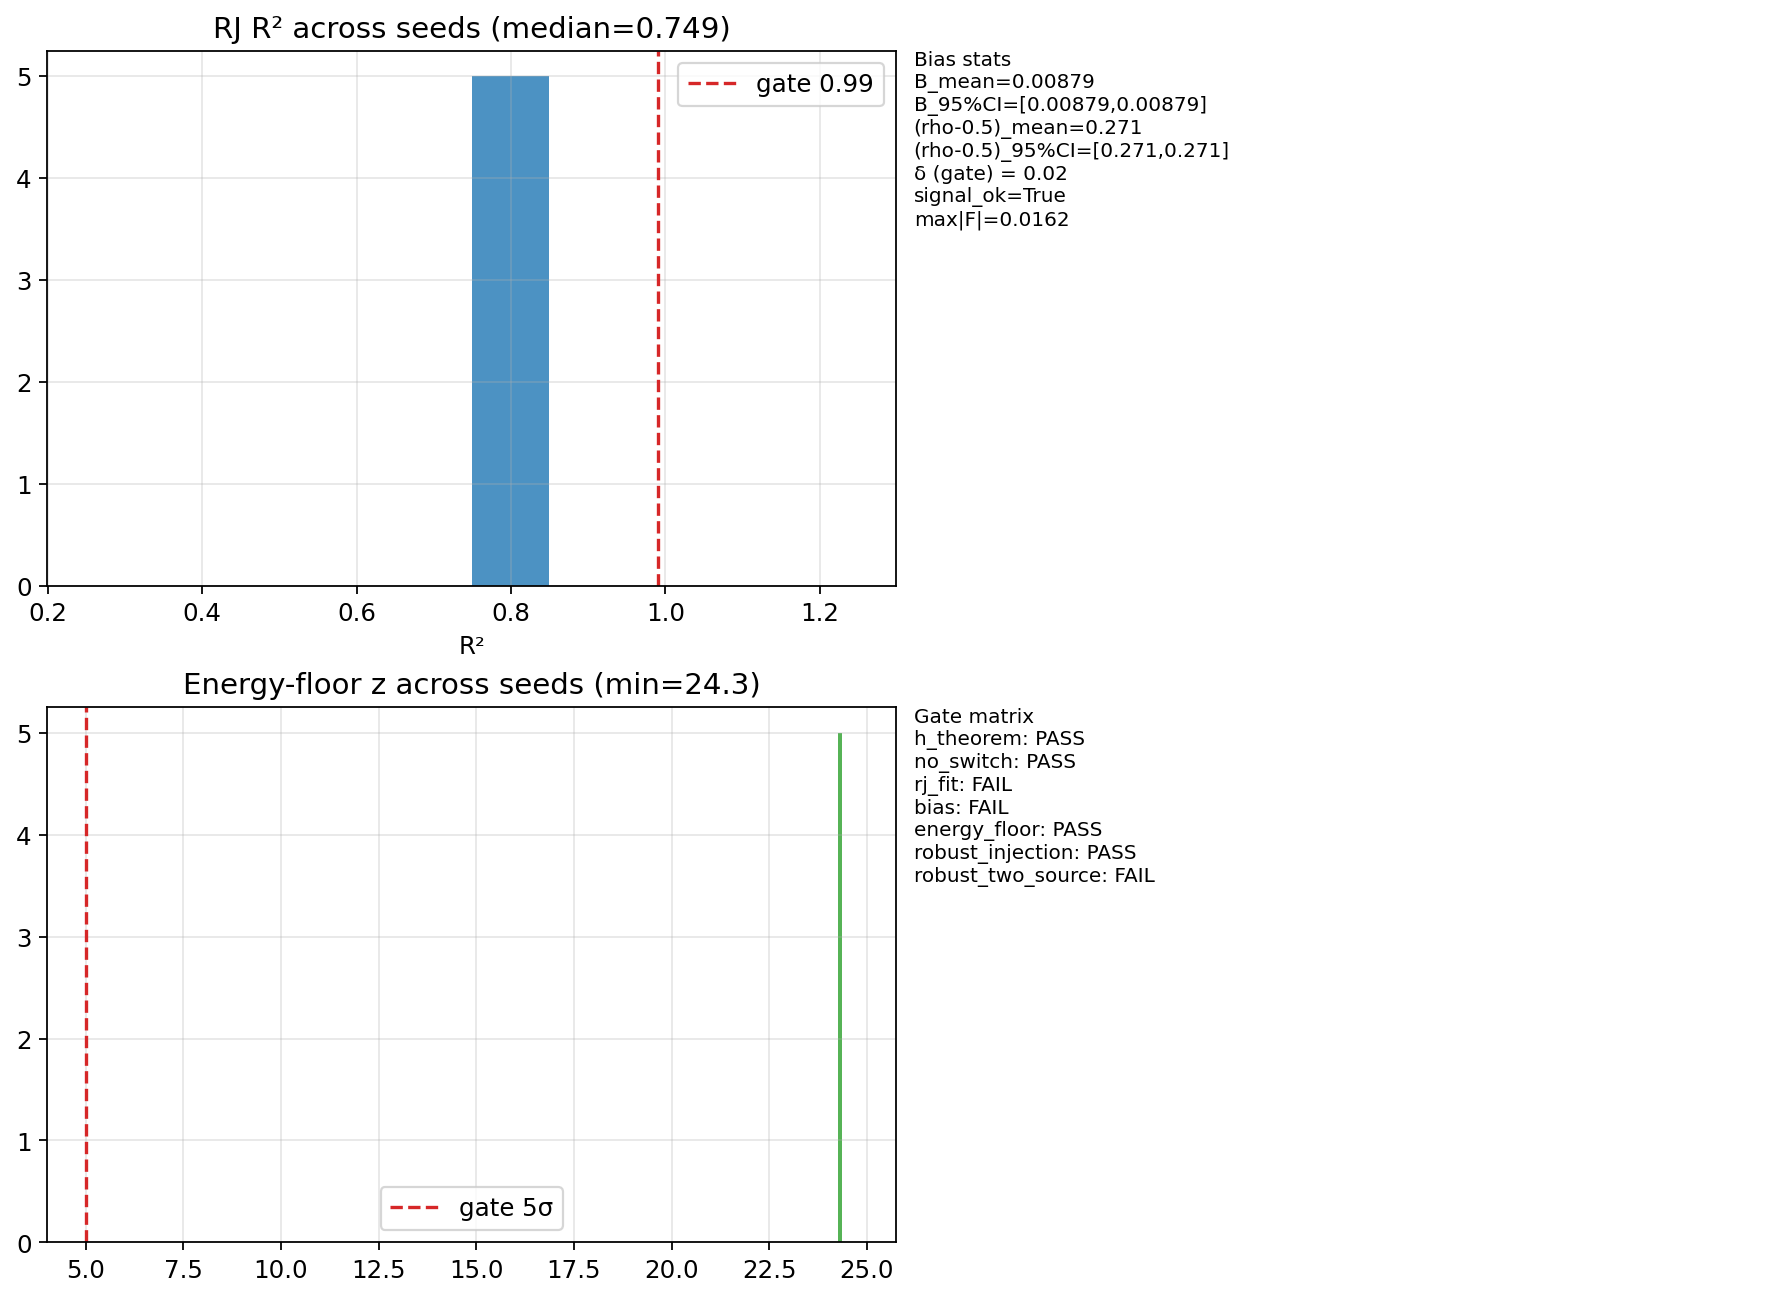 RJ R² across seeds (median=0.749)
5
4
3
2
1
0
gate 0.99
0.2 0.4 0.6 0.8 1.0 1.2
R²
Bias stats
B_mean=0.00879
B_95%CI=[0.00879,0.00879]
(rho-0.5)_mean=0.271
(rho-0.5)_95%CI=[0.271,0.271]
δ (gate) = 0.02
signal_ok=True
max|F|=0.0162
Energy-floor z across seeds (min=24.3)
5
4
3
2
1
0
gate 5σ
5.0 7.5 10.0 12.5 15.0 17.5 20.0 22.5 25.0
Gate matrix
h_theorem: PASS
no_switch: PASS
rj_fit: FAIL
bias: FAIL
energy_floor: PASS
robust_injection: PASS
robust_two_source: FAIL